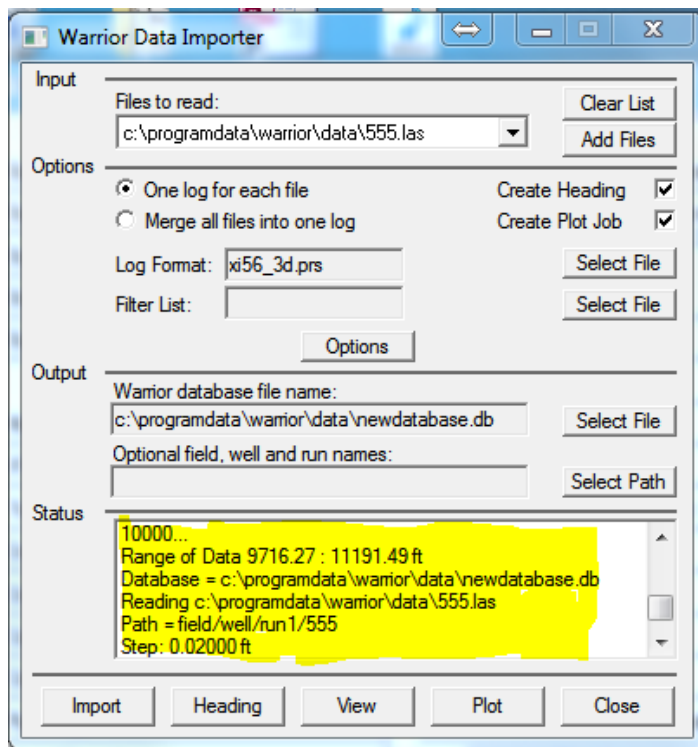 Warrior Data Importer
Input
Files to read:
Clear List
c:\programdata\warrior\data\555.las
Add Files
Options
One log for each file
Create Heading
Merge all files into one log
Create Plot Job
Log Format:
xi56_3d.prs
Select File
Filter List:
Select File
Options
Output
Warrior database file name:
c:\programdata\warrior\data\newdatabase.db
Select File
Optional field, well and run names:
Select Path
Status
10000...
Range of Data 9716.27 : 11191.49 ft
Database = c:\programdata\warrior\data\newdatabase.db
Reading c:\programdata\warrior\data\555.las
Path = field/well/run1/555
Step: 0.02000 ft
Import
Heading
View
Plot
Close